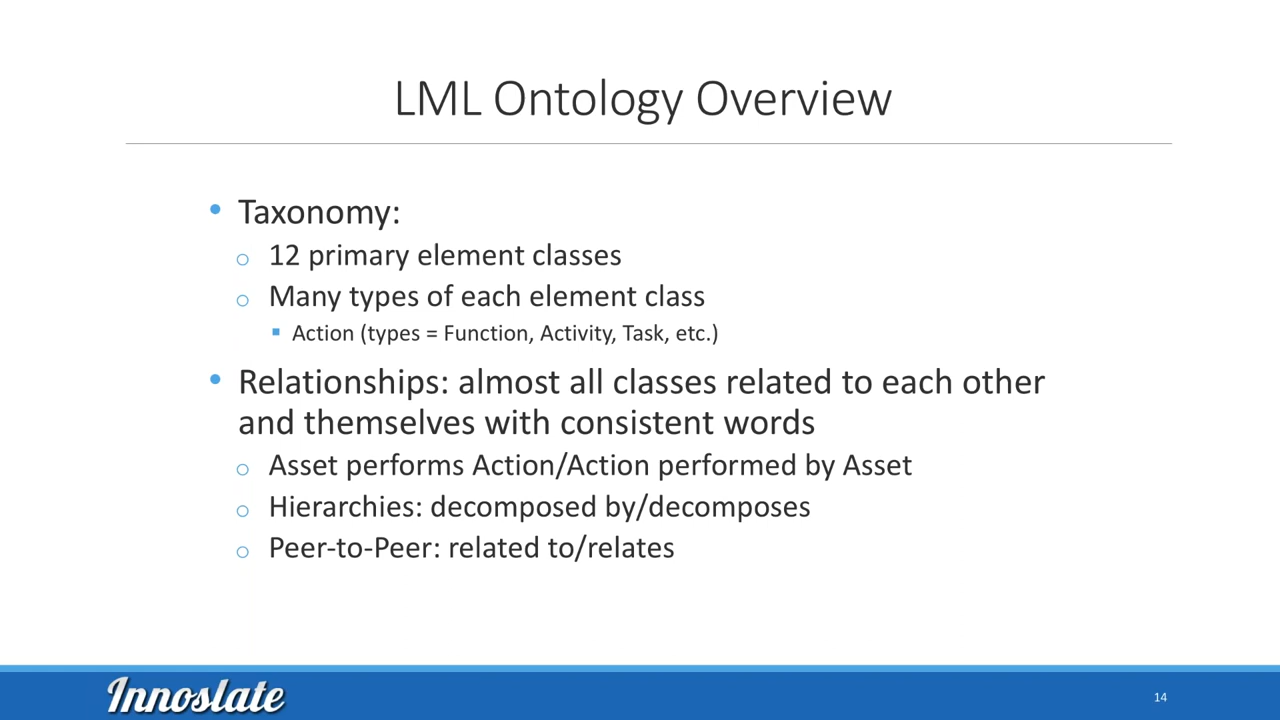 LML Ontology Overview
• Taxonomy:
o 12 primary element classes
o Many types of each element class
▪ Action (types = Function, Activity, Task, etc.)
• Relationships: almost all classes related to each other
and themselves with consistent words
o Asset performs Action/Action performed by Asset
o Hierarchies: decomposed by/decomposes
o Peer-to-Peer: related to/relates
Innoslate
14